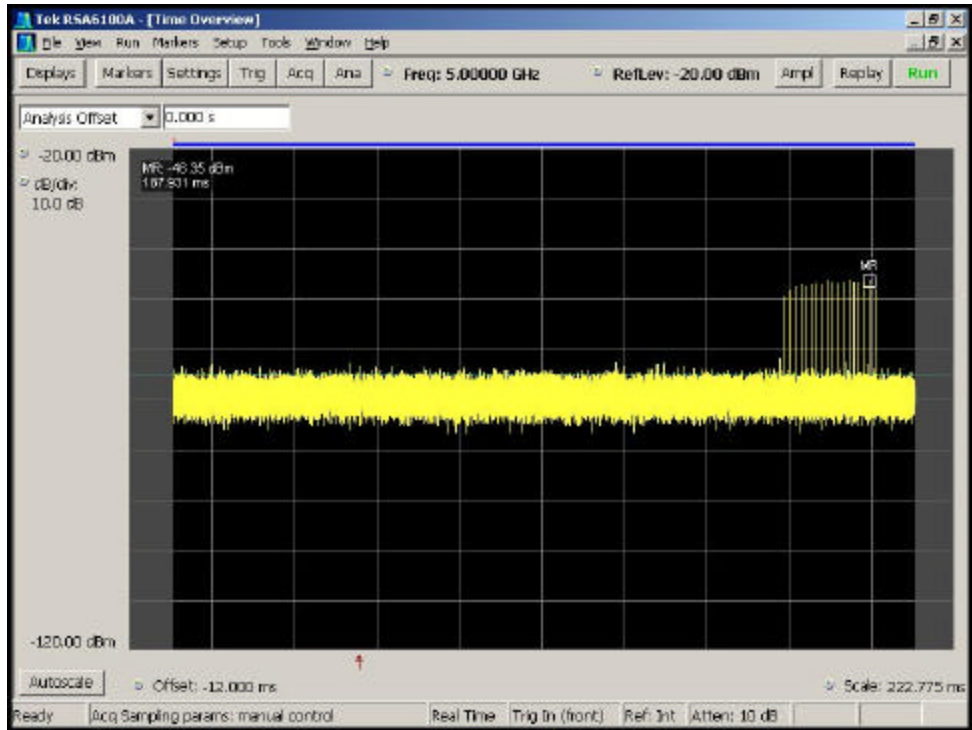 Tek RSA6100A - [Time Overview]
File View Run Markers Setup Tools Window Help
Displays Markers Settings Trig Acq Ana Freq: 5.00000 GHz RefLev: -20.00 dBm Ampl Replay Run
Analysis Offset 0.000 s
-20.00 dBm
dB/div:
10.0 dB
MR: -46.35 dBm
187.931 ms
MR
-120.00 dBm
Autoscale Offset: -12.000 ms Scale: 222.775 ms
Ready Acq Sampling params: manual control Real Time Trig In (front) Ref: Int Atten: 10 dB